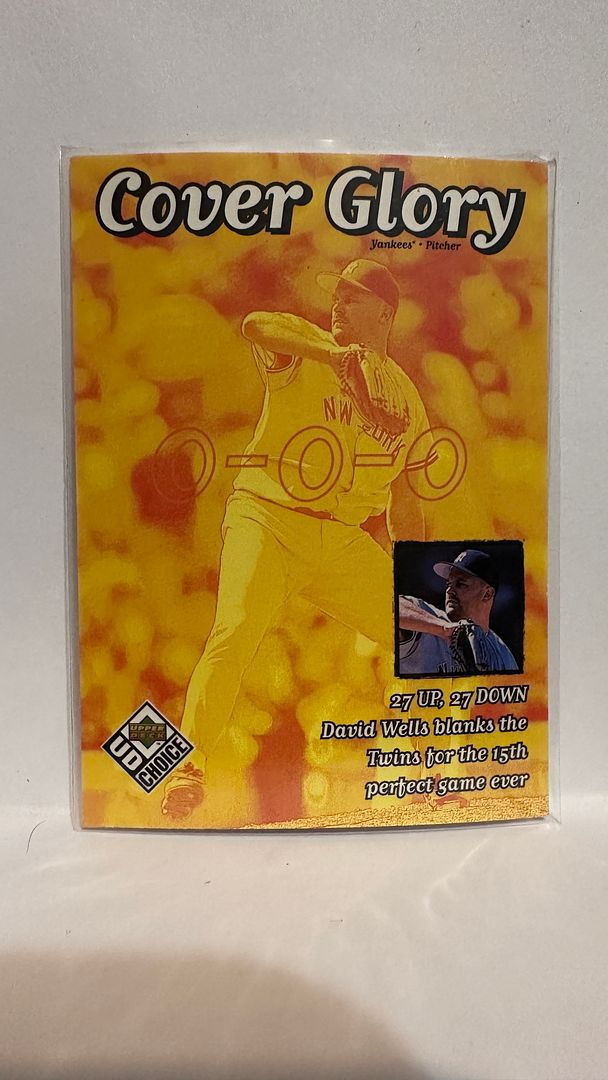 Cover Glory
Yankees* • Pitcher
NEW YORK
0-0-0
27 UP, 27 DOWN
David Wells blanks the
Twins for the 15th
perfect game ever
UPPER
DECK
UD
CHOICE